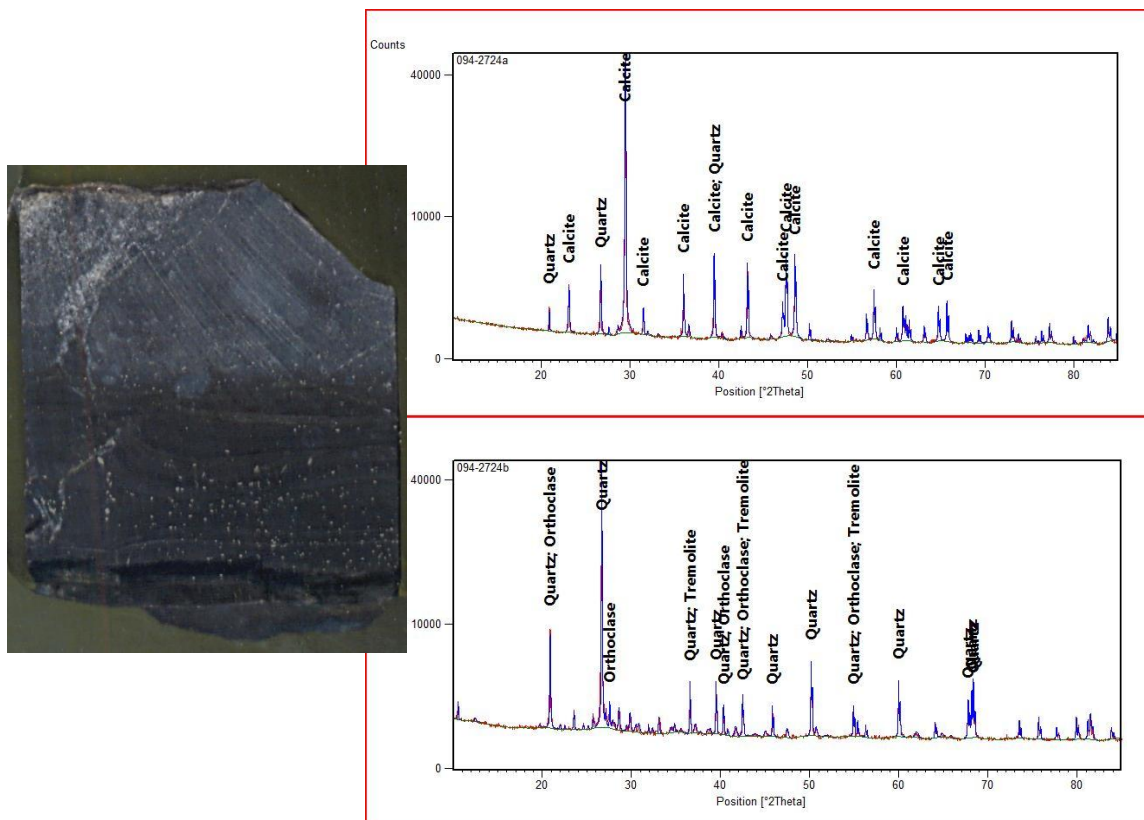 Counts
094-2724a
40000
10000
0
Quartz
Calcite
Quartz
Calcite
Calcite
Calcite
Calcite; Quartz
Calcite
Calcite
Calcite
Calcite
Calcite
Calcite
Calcite
Calcite
20
30
40
50
60
70
80
Position [°2Theta]
094-2724b
40000
10000
0
Quartz; Orthoclase
Quartz
Orthoclase
Quartz; Tremolite
Quartz
Quartz; Orthoclase
Quartz; Orthoclase; Tremolite
Quartz
Quartz
Quartz; Orthoclase; Tremolite
Quartz
Quartz
Quartz
20
30
40
50
60
70
80
Position [°2Theta]